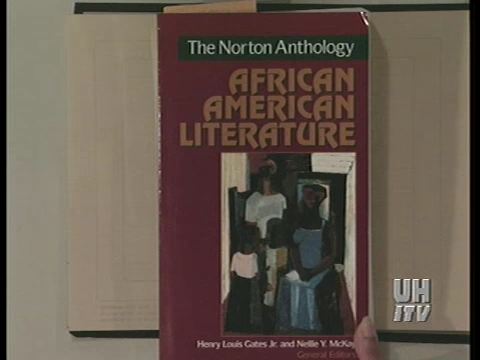 The Norton Anthology
AFRICAN
AMERICAN
LITERATURE
Henry Louis Gates Jr. and Nellie Y. McKay
General Editors
UH
ITV